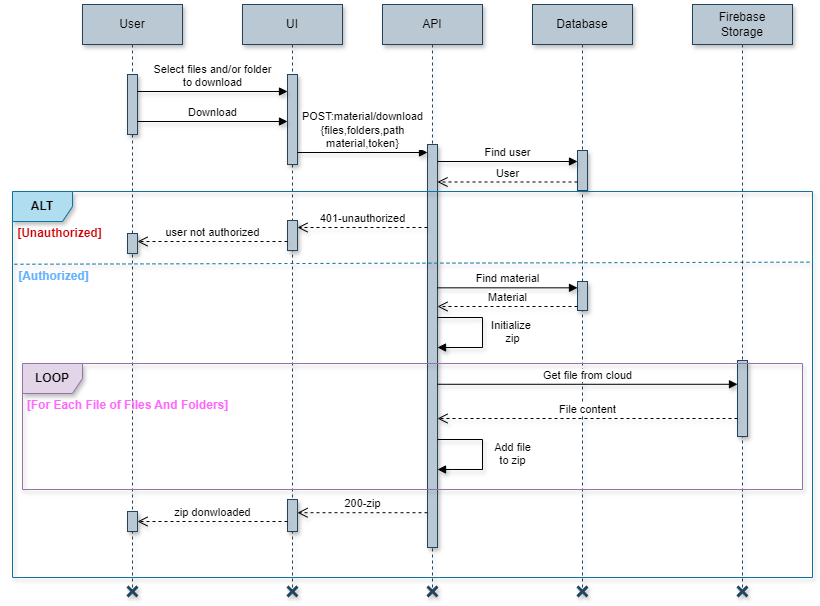 User
UI
API
Database
Firebase
Storage
Select files and/or folder
to download
Download
POST:material/download
{files,folders,path
material,token}
Find user
User
ALT
[Unauthorized]
401-unauthorized
user not authorized
[Authorized]
Find material
Material
Initialize
zip
LOOP
[For Each File of Files And Folders]
Get file from cloud
File content
Add file
to zip
200-zip
zip donwloaded